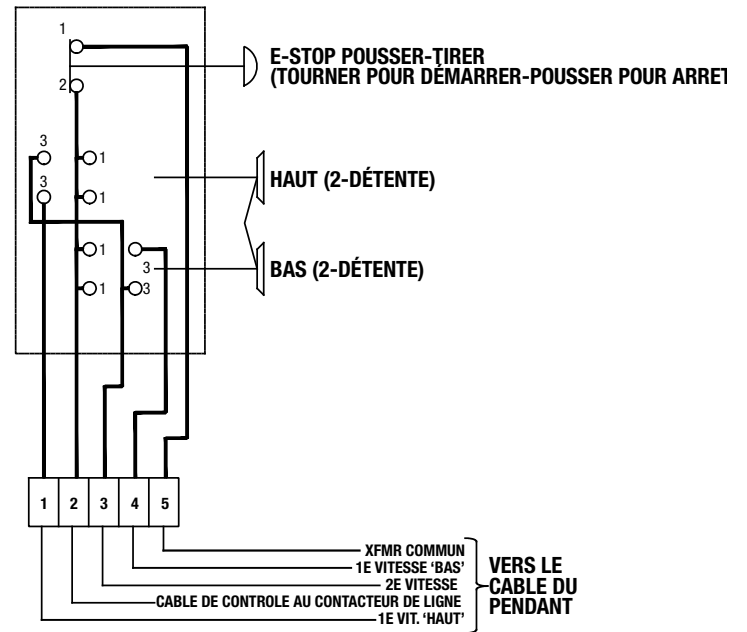 1
E-STOP POUSSER-TIRER
(TOURNER POUR DÉMARRER-POUSSER POUR ARRET
2
3
1
HAUT (2-DÉTENTE)
3
1
1
3
BAS (2-DÉTENTE)
1
3
1 2 3 4 5
XFMR COMMUN
1E VITESSE ‘BAS’
2E VITESSE
CABLE DE CONTROLE AU CONTACTEUR DE LIGNE
1E VIT. ‘HAUT’
VERS LE
CABLE DU
PENDANT